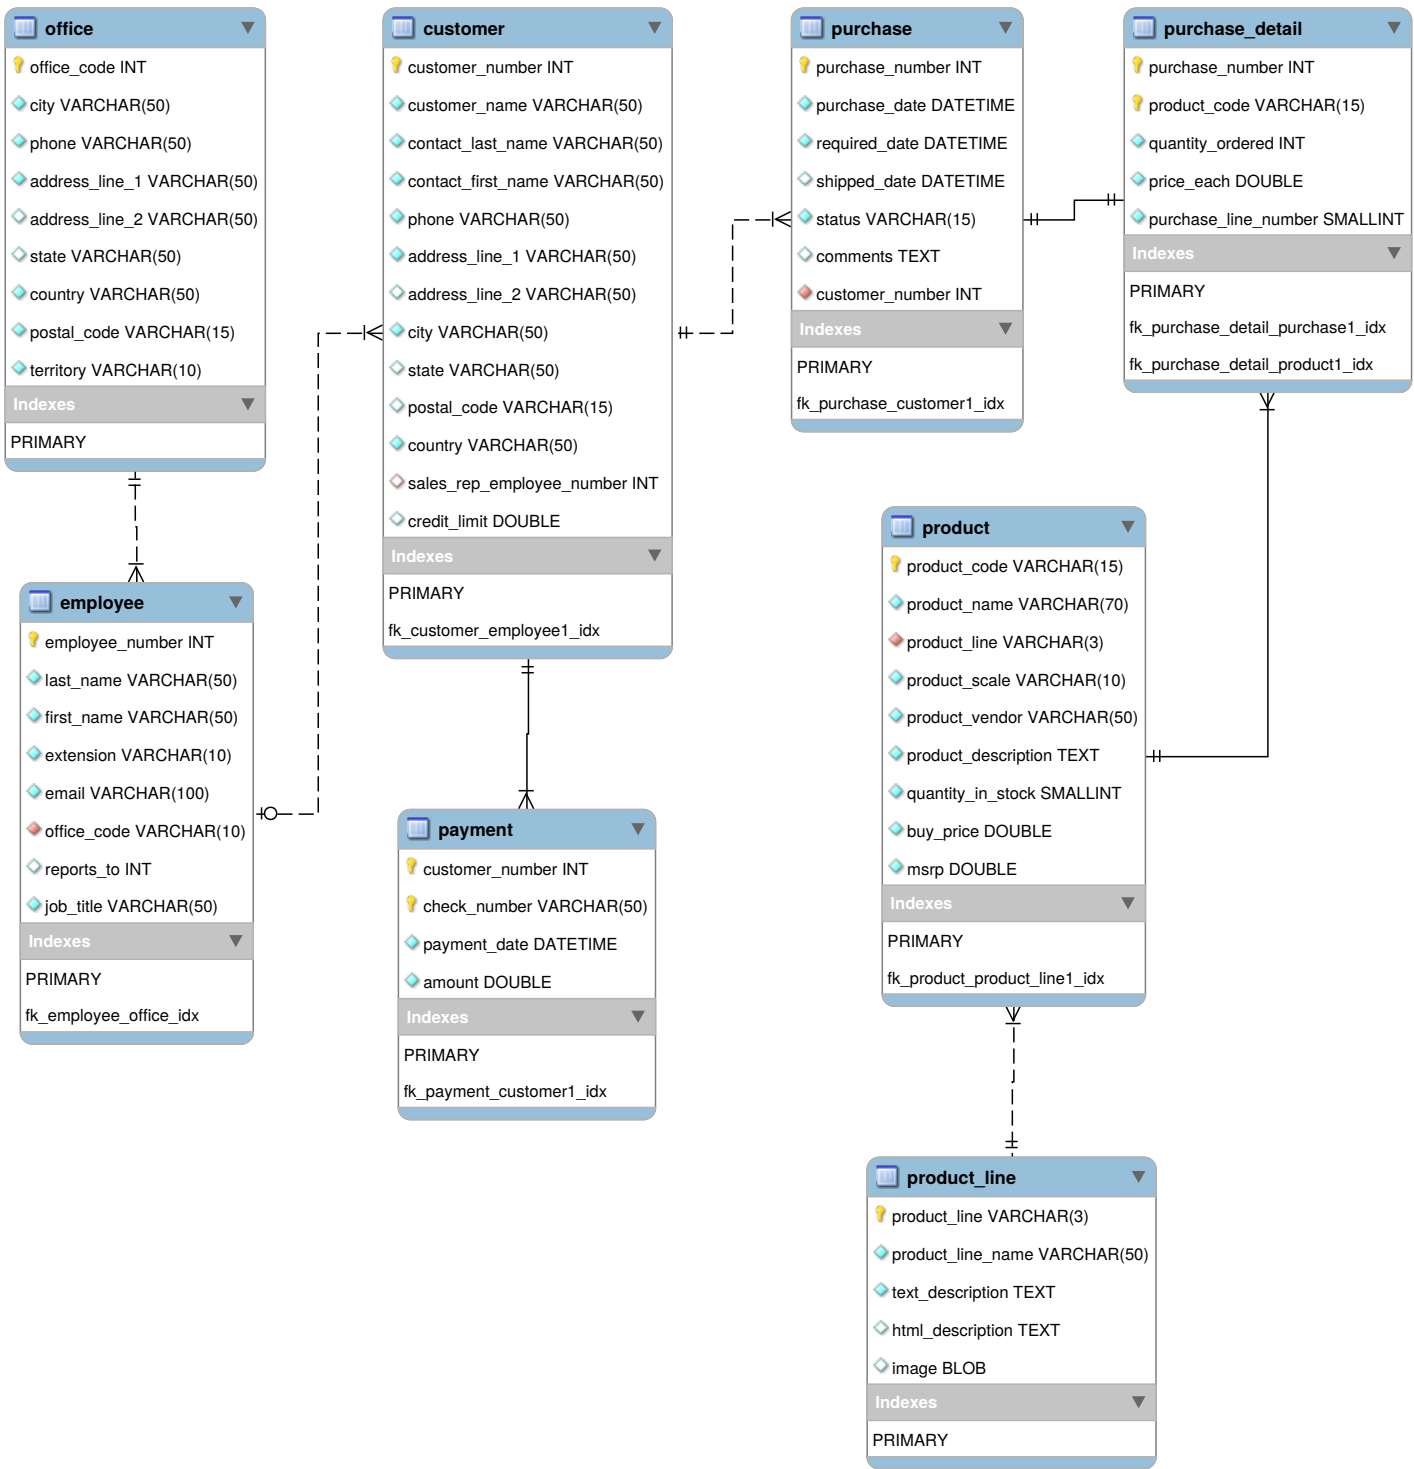 office
office_code INT
city VARCHAR(50)
phone VARCHAR(50)
address_line_1 VARCHAR(50)
address_line_2 VARCHAR(50)
state VARCHAR(50)
country VARCHAR(50)
postal_code VARCHAR(15)
territory VARCHAR(10)
Indexes
PRIMARY
employee
employee_number INT
last_name VARCHAR(50)
first_name VARCHAR(50)
extension VARCHAR(10)
email VARCHAR(100)
office_code VARCHAR(10)
reports_to INT
job_title VARCHAR(50)
Indexes
PRIMARY
fk_employee_office_idx
customer
customer_number INT
customer_name VARCHAR(50)
contact_last_name VARCHAR(50)
contact_first_name VARCHAR(50)
phone VARCHAR(50)
address_line_1 VARCHAR(50)
address_line_2 VARCHAR(50)
city VARCHAR(50)
state VARCHAR(50)
postal_code VARCHAR(15)
country VARCHAR(50)
sales_rep_employee_number INT
credit_limit DOUBLE
Indexes
PRIMARY
fk_customer_employee1_idx
payment
customer_number INT
check_number VARCHAR(50)
payment_date DATETIME
amount DOUBLE
Indexes
PRIMARY
fk_payment_customer1_idx
purchase
purchase_number INT
purchase_date DATETIME
required_date DATETIME
shipped_date DATETIME
status VARCHAR(15)
comments TEXT
customer_number INT
Indexes
PRIMARY
fk_purchase_customer1_idx
purchase_detail
purchase_number INT
product_code VARCHAR(15)
quantity_ordered INT
price_each DOUBLE
purchase_line_number SMALLINT
Indexes
PRIMARY
fk_purchase_detail_purchase1_idx
fk_purchase_detail_product1_idx
product
product_code VARCHAR(15)
product_name VARCHAR(70)
product_line VARCHAR(3)
product_scale VARCHAR(10)
product_vendor VARCHAR(50)
product_description TEXT
quantity_in_stock SMALLINT
buy_price DOUBLE
msrp DOUBLE
Indexes
PRIMARY
fk_product_product_line1_idx
product_line
product_line VARCHAR(3)
product_line_name VARCHAR(50)
text_description TEXT
html_description TEXT
image BLOB
Indexes
PRIMARY